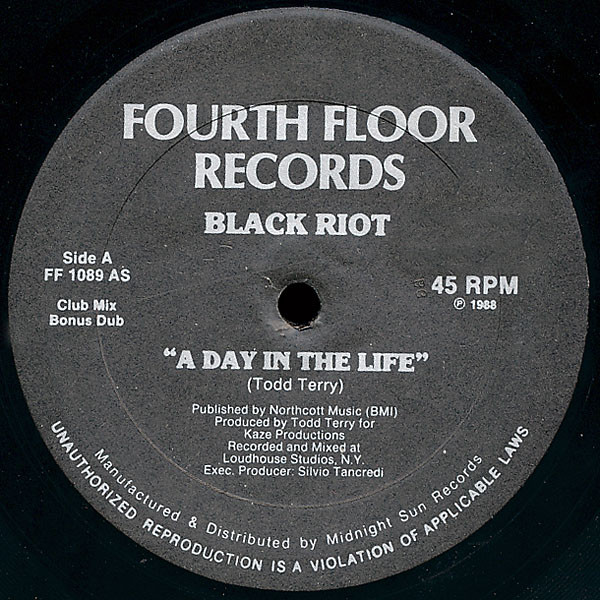 FOURTH FLOOR
RECORDS
BLACK RIOT
Side A
FF 1089 AS
Club Mix
Bonus Dub
45 RPM
℗ 1988
“A DAY IN THE LIFE”
(Todd Terry)
Published by Northcott Music (BMI)
Produced by Todd Terry for
Kaze Productions
Recorded and Mixed at
Loudhouse Studios, N.Y.
Exec. Producer: Silvio Tancredi
Manufactured & Distributed by Midnight Sun Records
UNAUTHORIZED REPRODUCTION IS A VIOLATION OF APPLICABLE LAWS